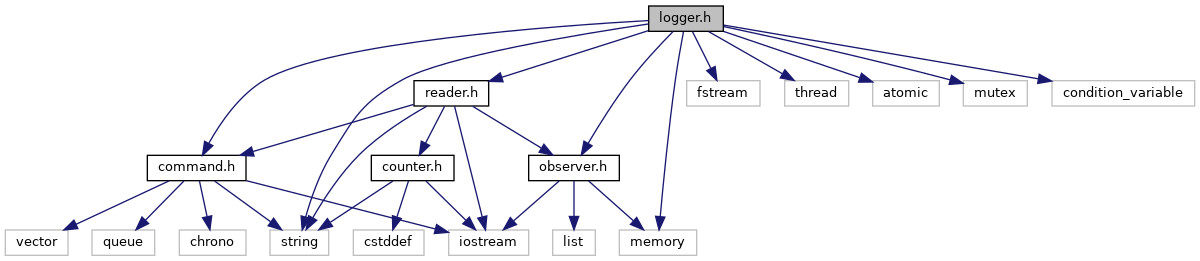 logger.h
reader.h
fstream
thread
atomic
mutex
condition_variable
command.h
counter.h
observer.h
vector
queue
chrono
string
cstddef
iostream
list
memory